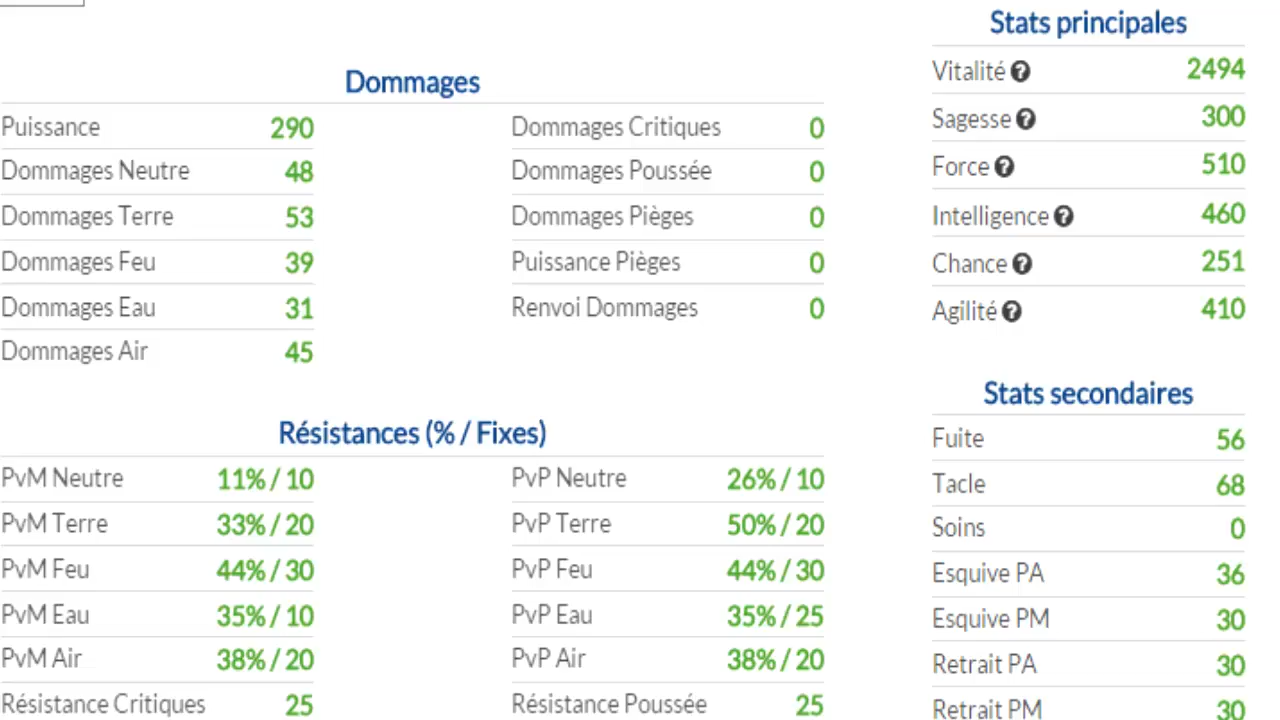 Stats principales
Vitalité ? 2494
Sagesse ? 300
Force ? 510
Intelligence ? 460
Chance ? 251
Agilité ? 410
Dommages
Puissance 290 Dommages Critiques 0
Dommages Neutre 48 Dommages Poussée 0
Dommages Terre 53 Dommages Pièges 0
Dommages Feu 39 Puissance Pièges 0
Dommages Eau 31 Renvoi Dommages 0
Dommages Air 45
Résistances (% / Fixes)
PvM Neutre 11% / 10 PvP Neutre 26% / 10
PvM Terre 33% / 20 PvP Terre 50% / 20
PvM Feu 44% / 30 PvP Feu 44% / 30
PvM Eau 35% / 10 PvP Eau 35% / 25
PvM Air 38% / 20 PvP Air 38% / 20
Résistance Critiques 25 Résistance Poussée 25
Stats secondaires
Fuite 56
Tacle 68
Soins 0
Esquive PA 36
Esquive PM 30
Retrait PA 30
Retrait PM 30